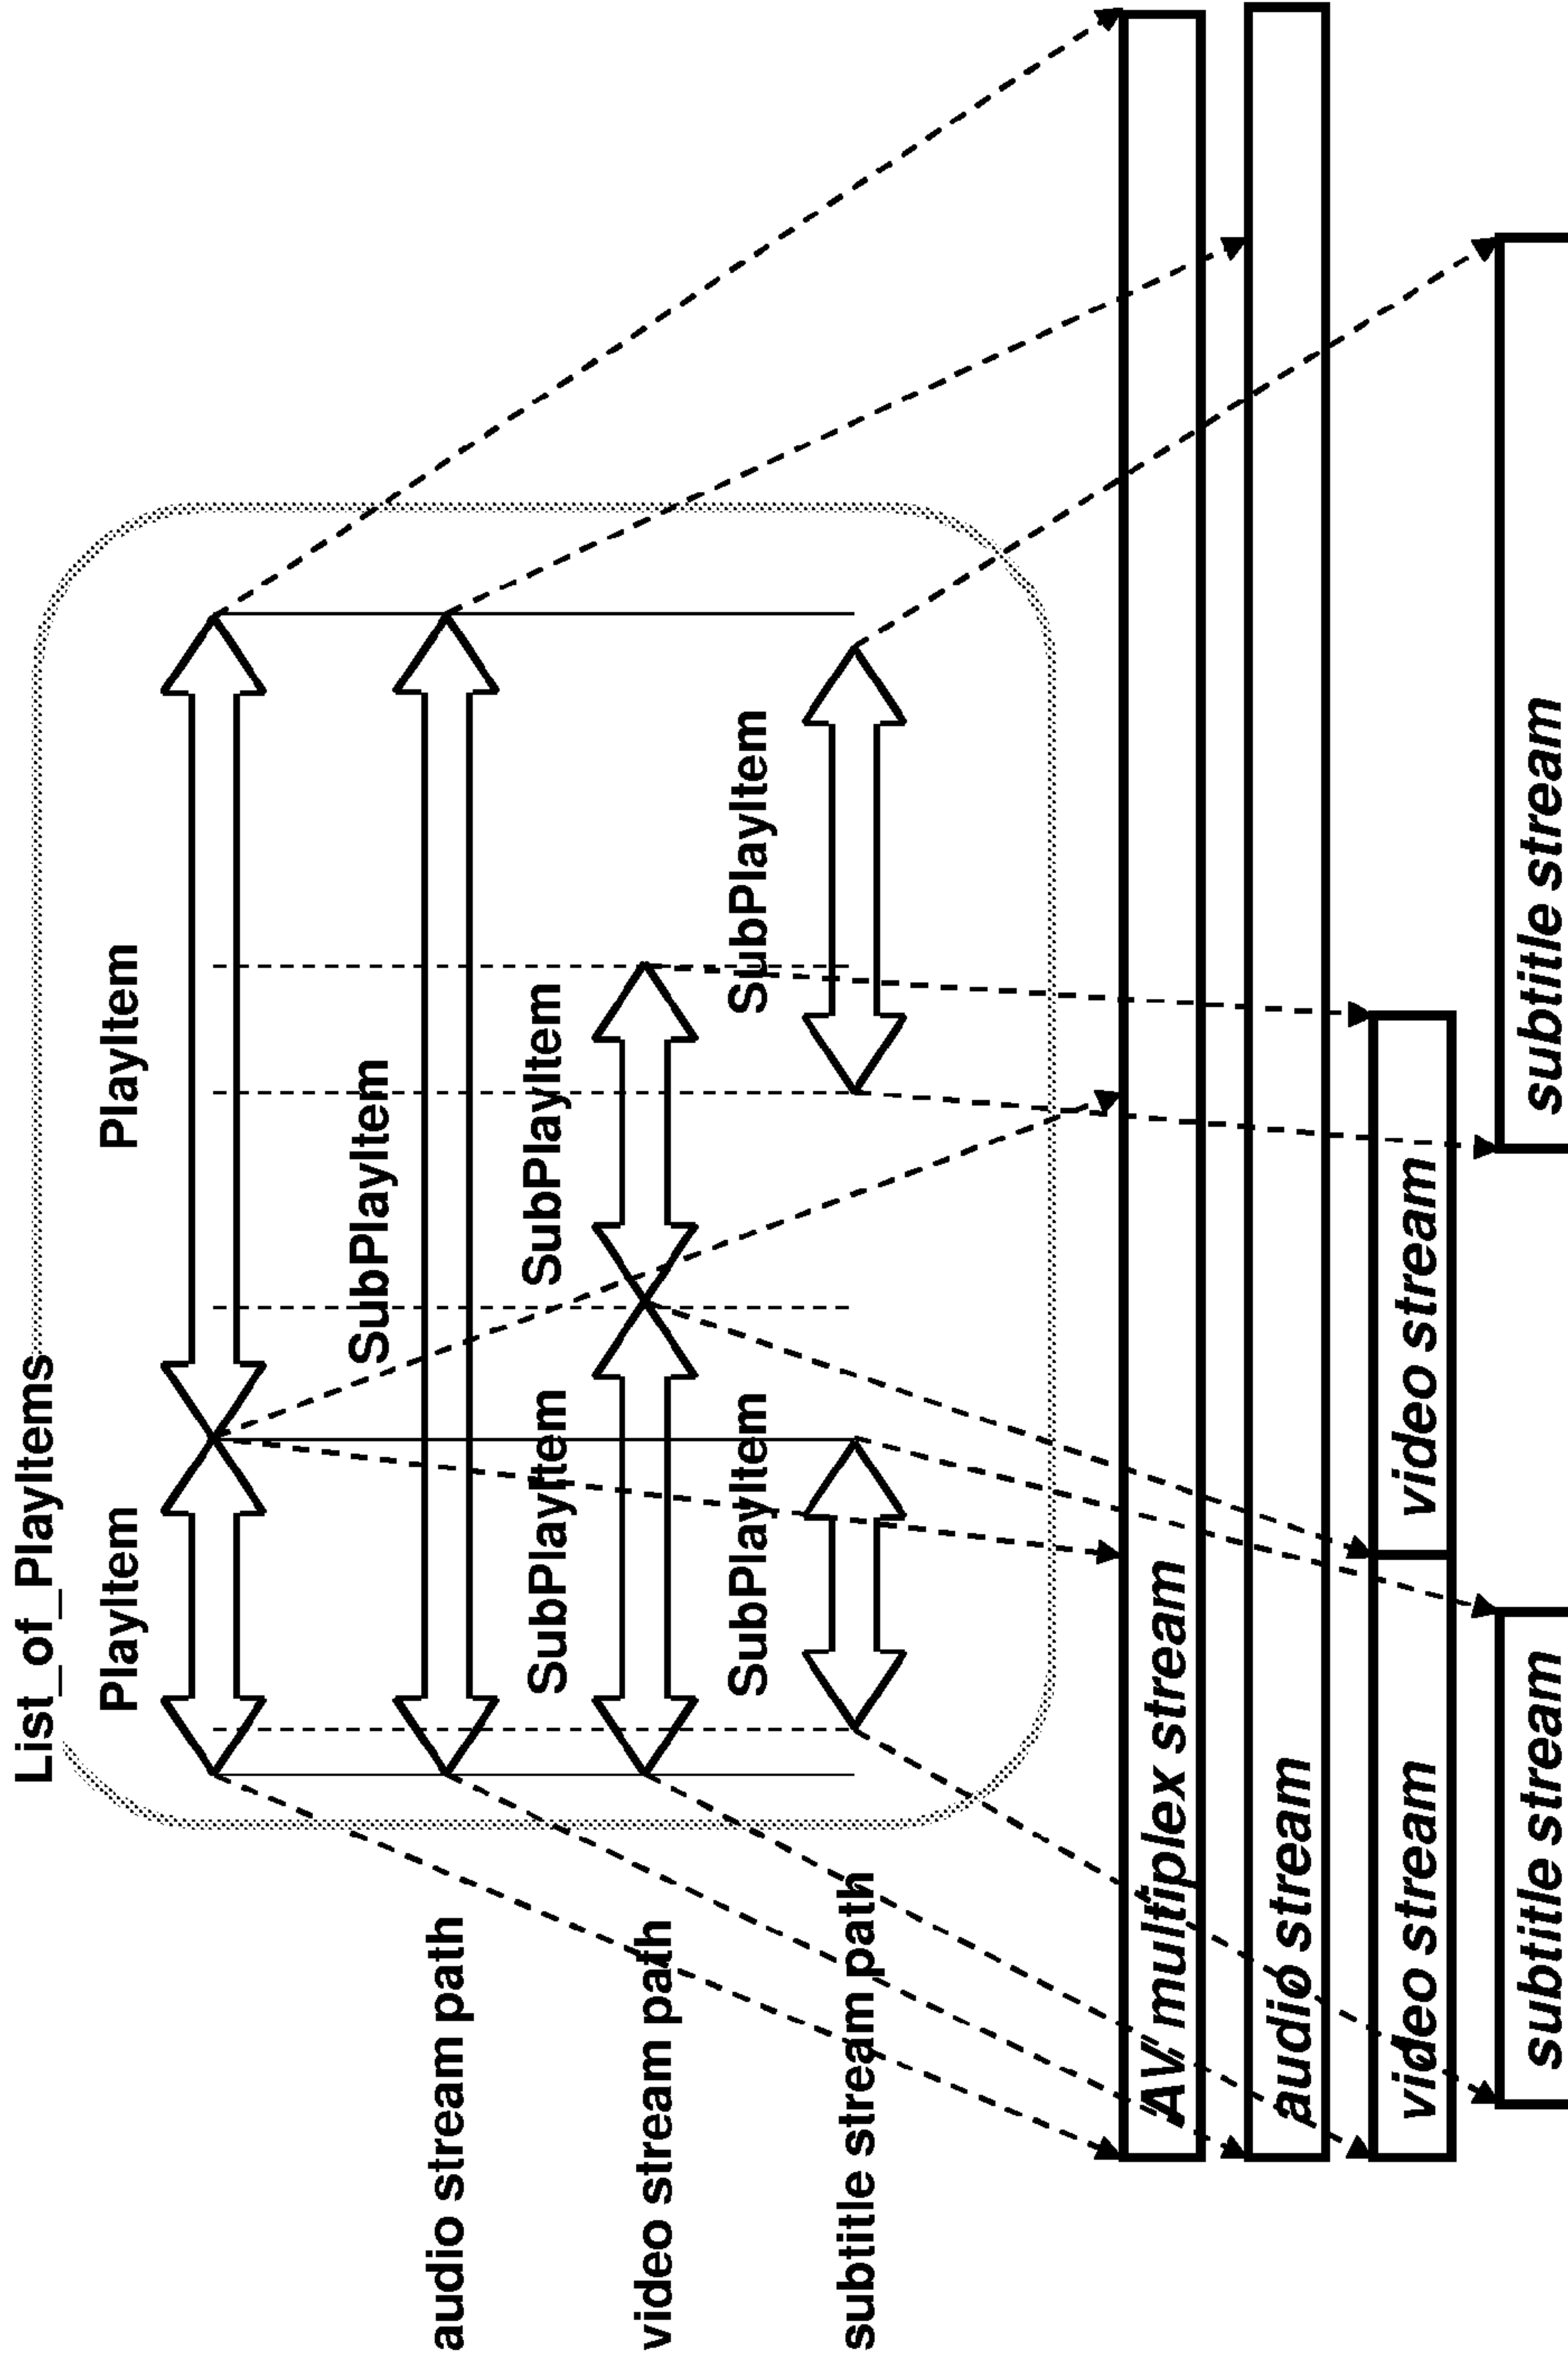 List_of_PlayItems
PlayItem
PlayItem
SubPlayItem
audio stream path
SubPlayItem
SubPlayItem
video stream path
SubPlayItem
SubPlayItem
subtitle stream path
AV multiplex stream
audio stream
video stream
video stream
subtitle stream
subtitle stream